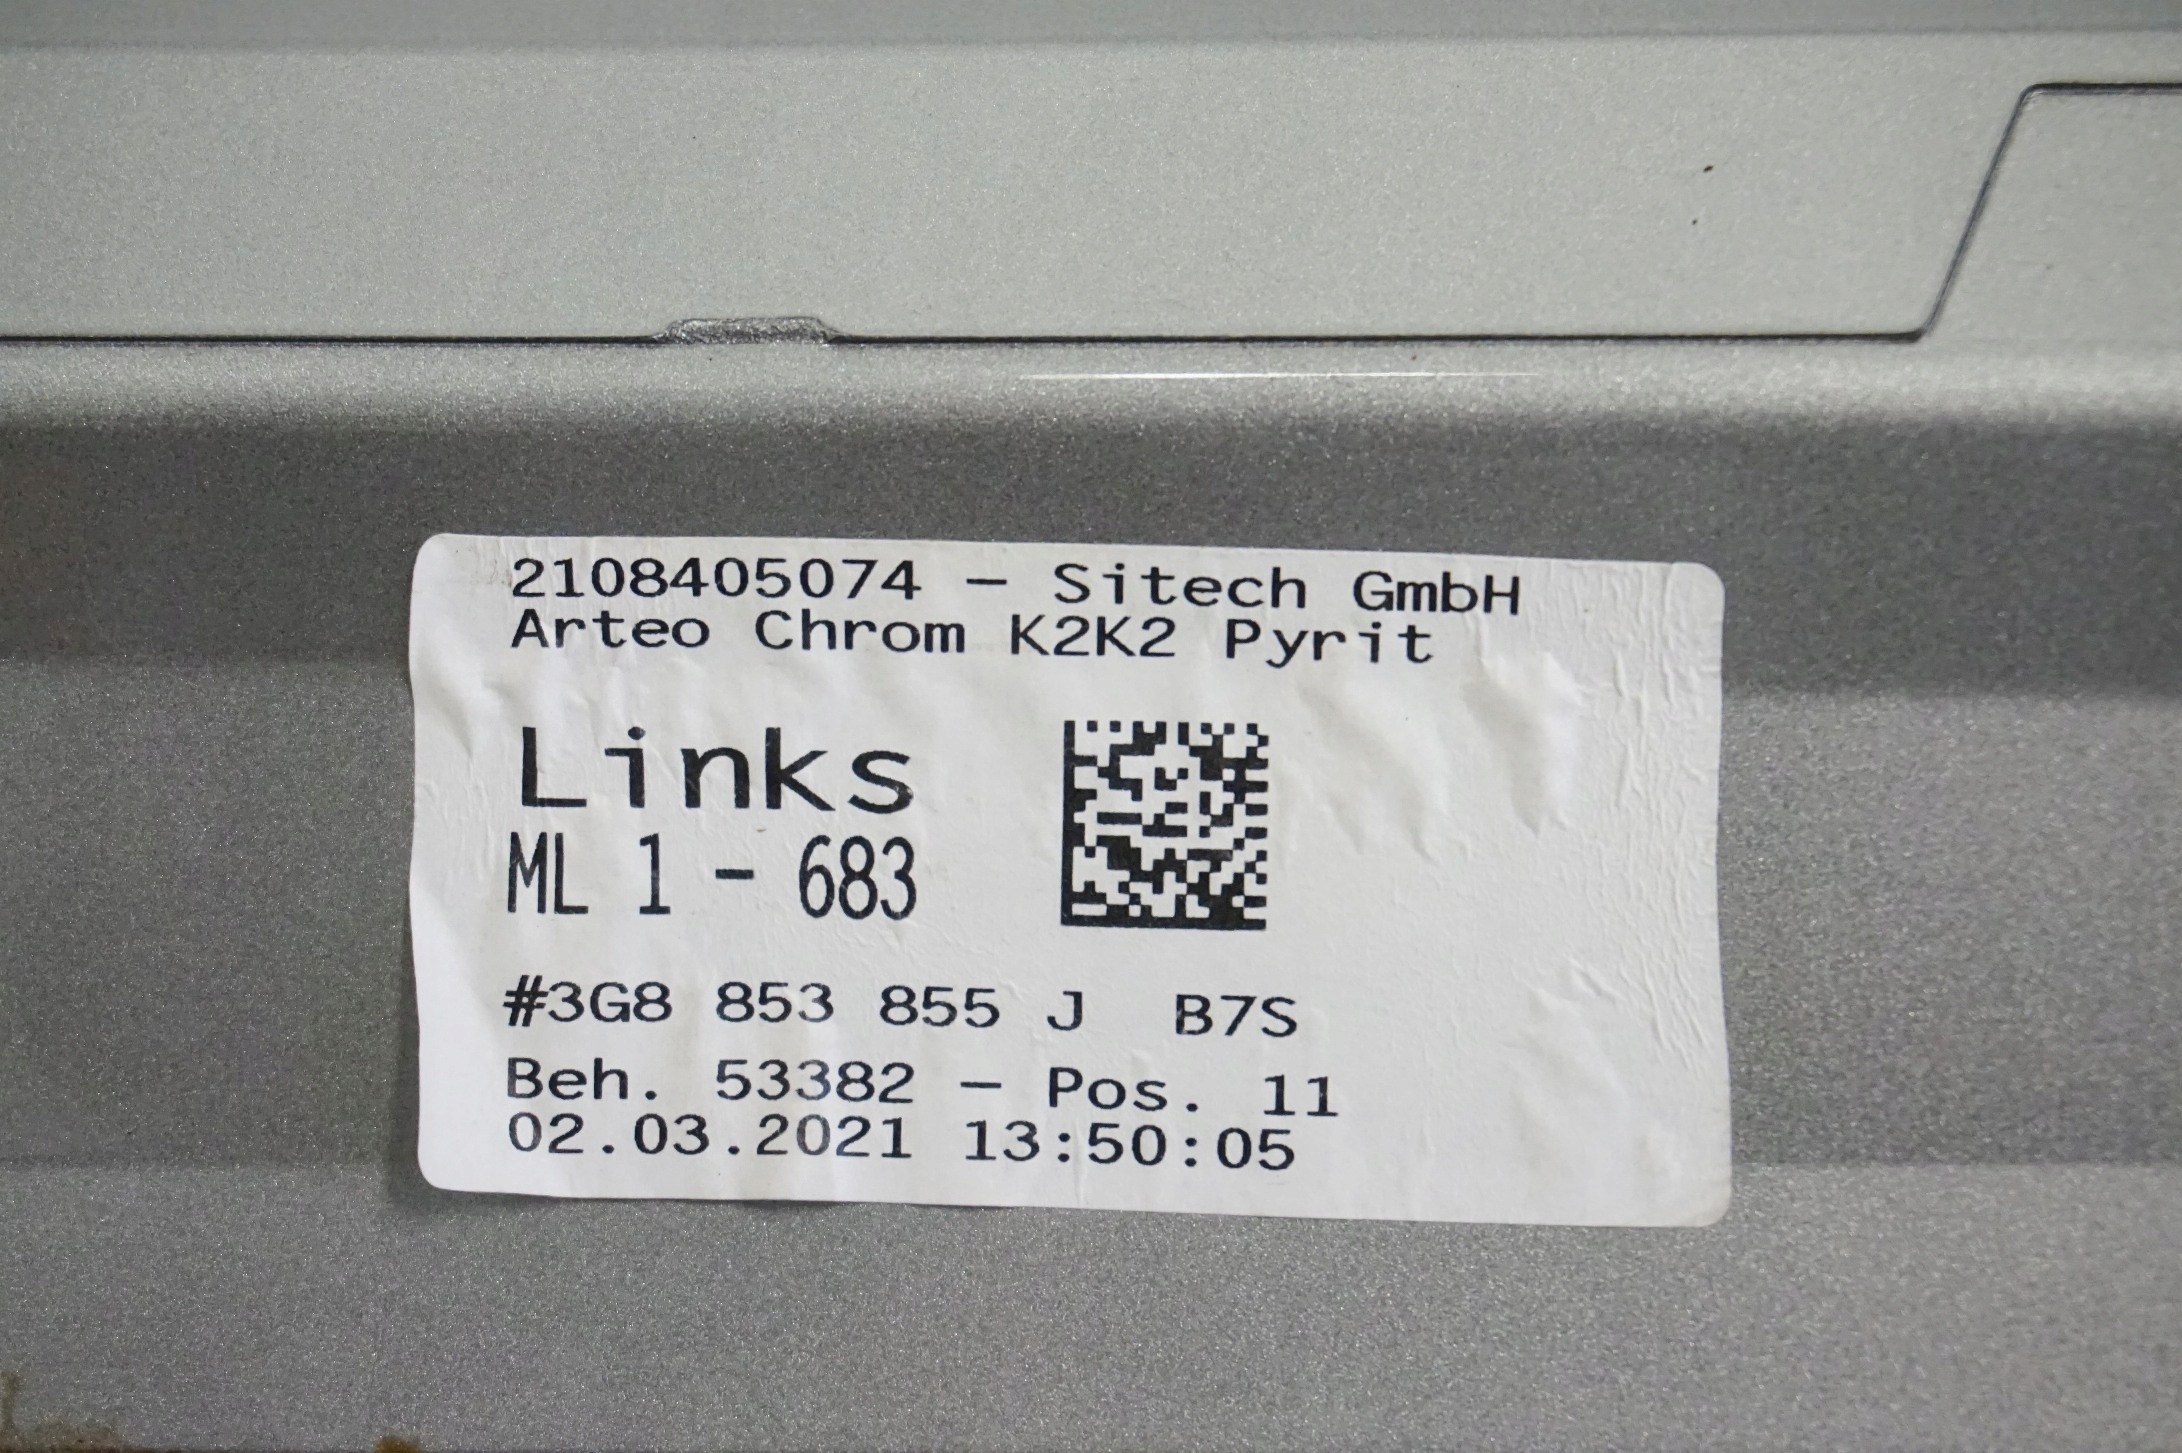 2108405074 – Sitech GmbH
Arteo Chrom K2K2 Pyrit
Links
ML 1 - 683
#3G8 853 855 J B7S
Beh. 53382 – Pos. 11
02.03.2021 13:50:05